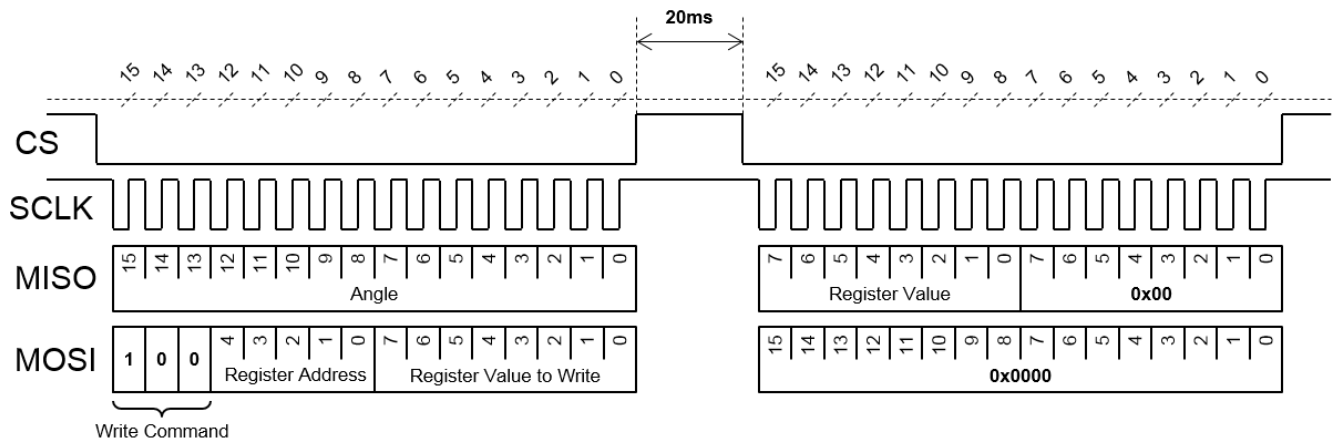 20ms
15 14 13 12 11 10 9 8 7 6 5 4 3 2 1 0 15 14 13 12 11 10 9 8 7 6 5 4 3 2 1 0
CS
SCLK
MISO 15 14 13 12 11 10 9 8 7 6 5 4 3 2 1 0 7 6 5 4 3 2 1 0 7 6 5 4 3 2 1 0
Angle Register Value 0x00
MOSI 1 0 0 4 3 2 1 0 7 6 5 4 3 2 1 0 15 14 13 12 11 10 9 8 7 6 5 4 3 2 1 0
Register Address Register Value to Write 0x0000
Write Command